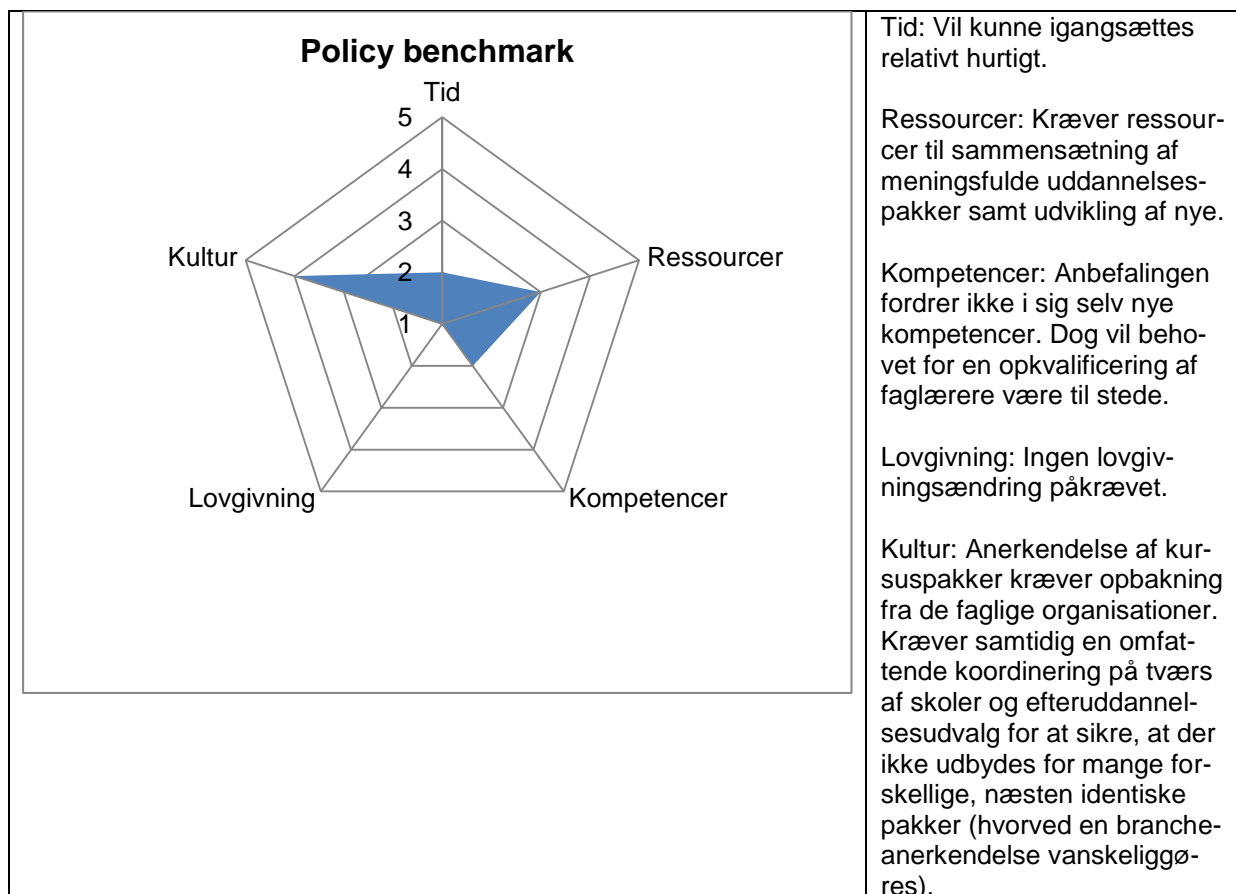 Policy benchmark
Tid
5
4
3
2
1
Kultur
Ressourcer
Lovgivning
Kompetencer
Tid: Vil kunne igangsættes
relativt hurtigt.
Ressourcer: Kræver ressour-
cer til sammensætning af
meningsfulde uddannelses-
pakker samt udvikling af nye.
Kompetencer: Anbefalingen
fordrer ikke i sig selv nye
kompetencer. Dog vil beho-
vet for en opkvalificering af
faglærere være til stede.
Lovgivning: Ingen lovgiv-
ningsændring påkrævet.
Kultur: Anerkendelse af kur-
suspakker kræver opbakning
fra de faglige organisationer.
Kræver samtidig en omfat-
tende koordinering på tværs
af skoler og efteruddannel-
sesudvalg for at sikre, at der
ikke udbydes for mange for-
skellige, næsten identiske
pakker (hvorved en branche-
anerkendelse vanskeliggø-
res).